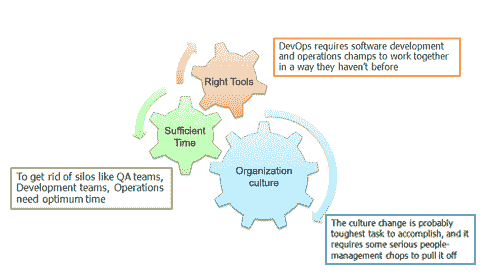 DevOps requires software development
and operations champs to work together
in a way they haven't before
Right Tools
Sufficient
Time
Organization
culture
To get rid of silos like QA teams,
Development teams, Operations
need optimum time
The culture change is probably
toughest task to accomplish, and it
requires some serious people-
management chops to pull it off